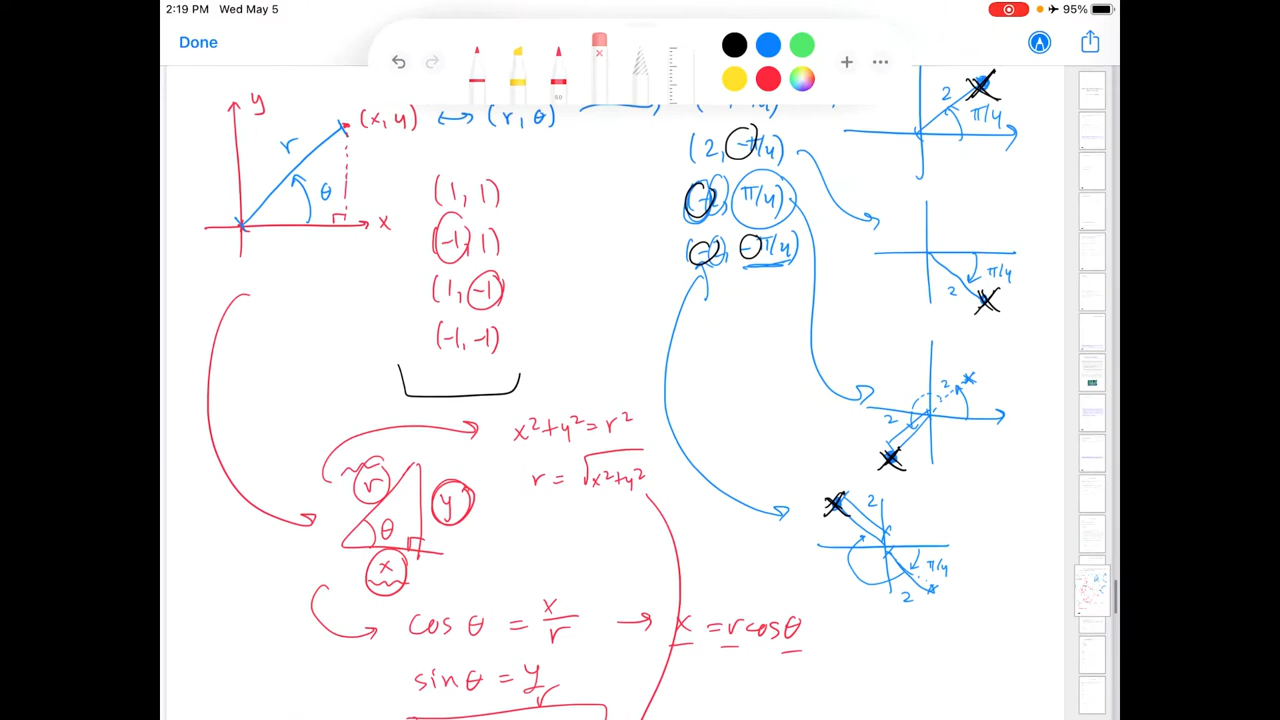 2:19 PM Wed May 5
95%
Done
y
(x, y) ↔ (r, θ)
r
θ
x
(1, 1)
(-1, 1)
(1, -1)
(-1, -1)
(2, -π/4)
π/4)
-π/4)
2
π/4
π/4
2
2
2
2
2
π/4
2
x²+y²=r²
r = √x²+y²
r
y
θ
x
cos θ = x/r → x = r cos θ
sin θ = y/r